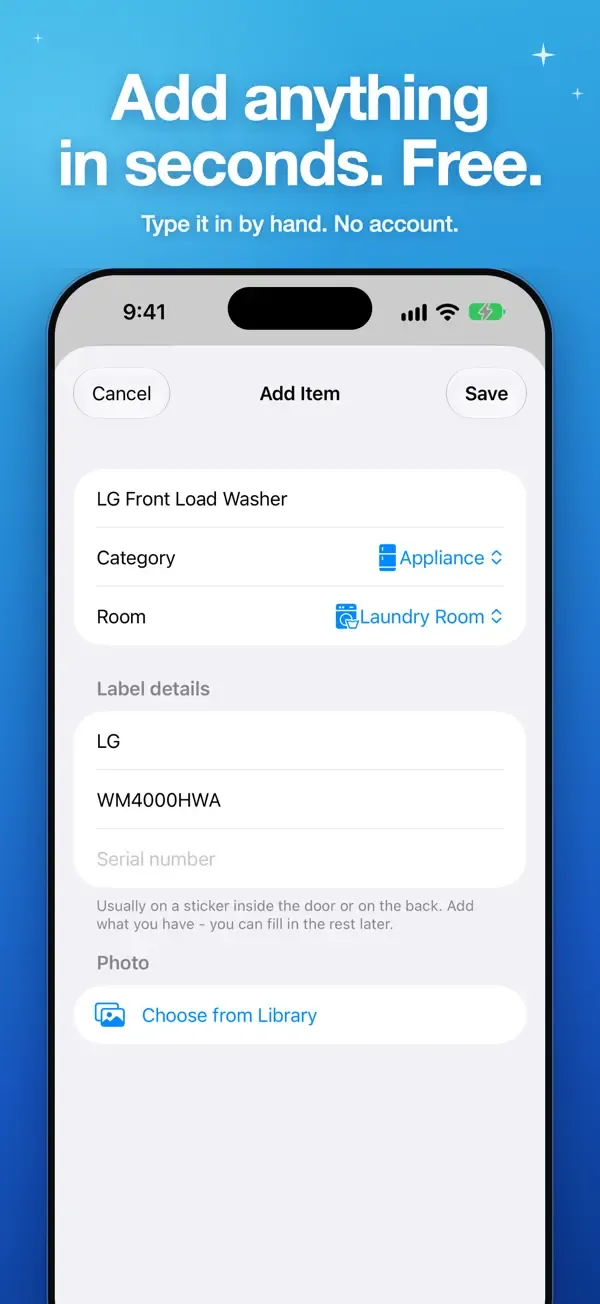 Add anything
in seconds. Free.
Type it in by hand. No account.
9:41
Cancel
Add Item
Save
LG Front Load Washer
Category
Appliance
Room
Laundry Room
Label details
LG
WM4000HWA
Serial number
Usually on a sticker inside the door or on the back. Add
what you have - you can fill in the rest later.
Photo
Choose from Library